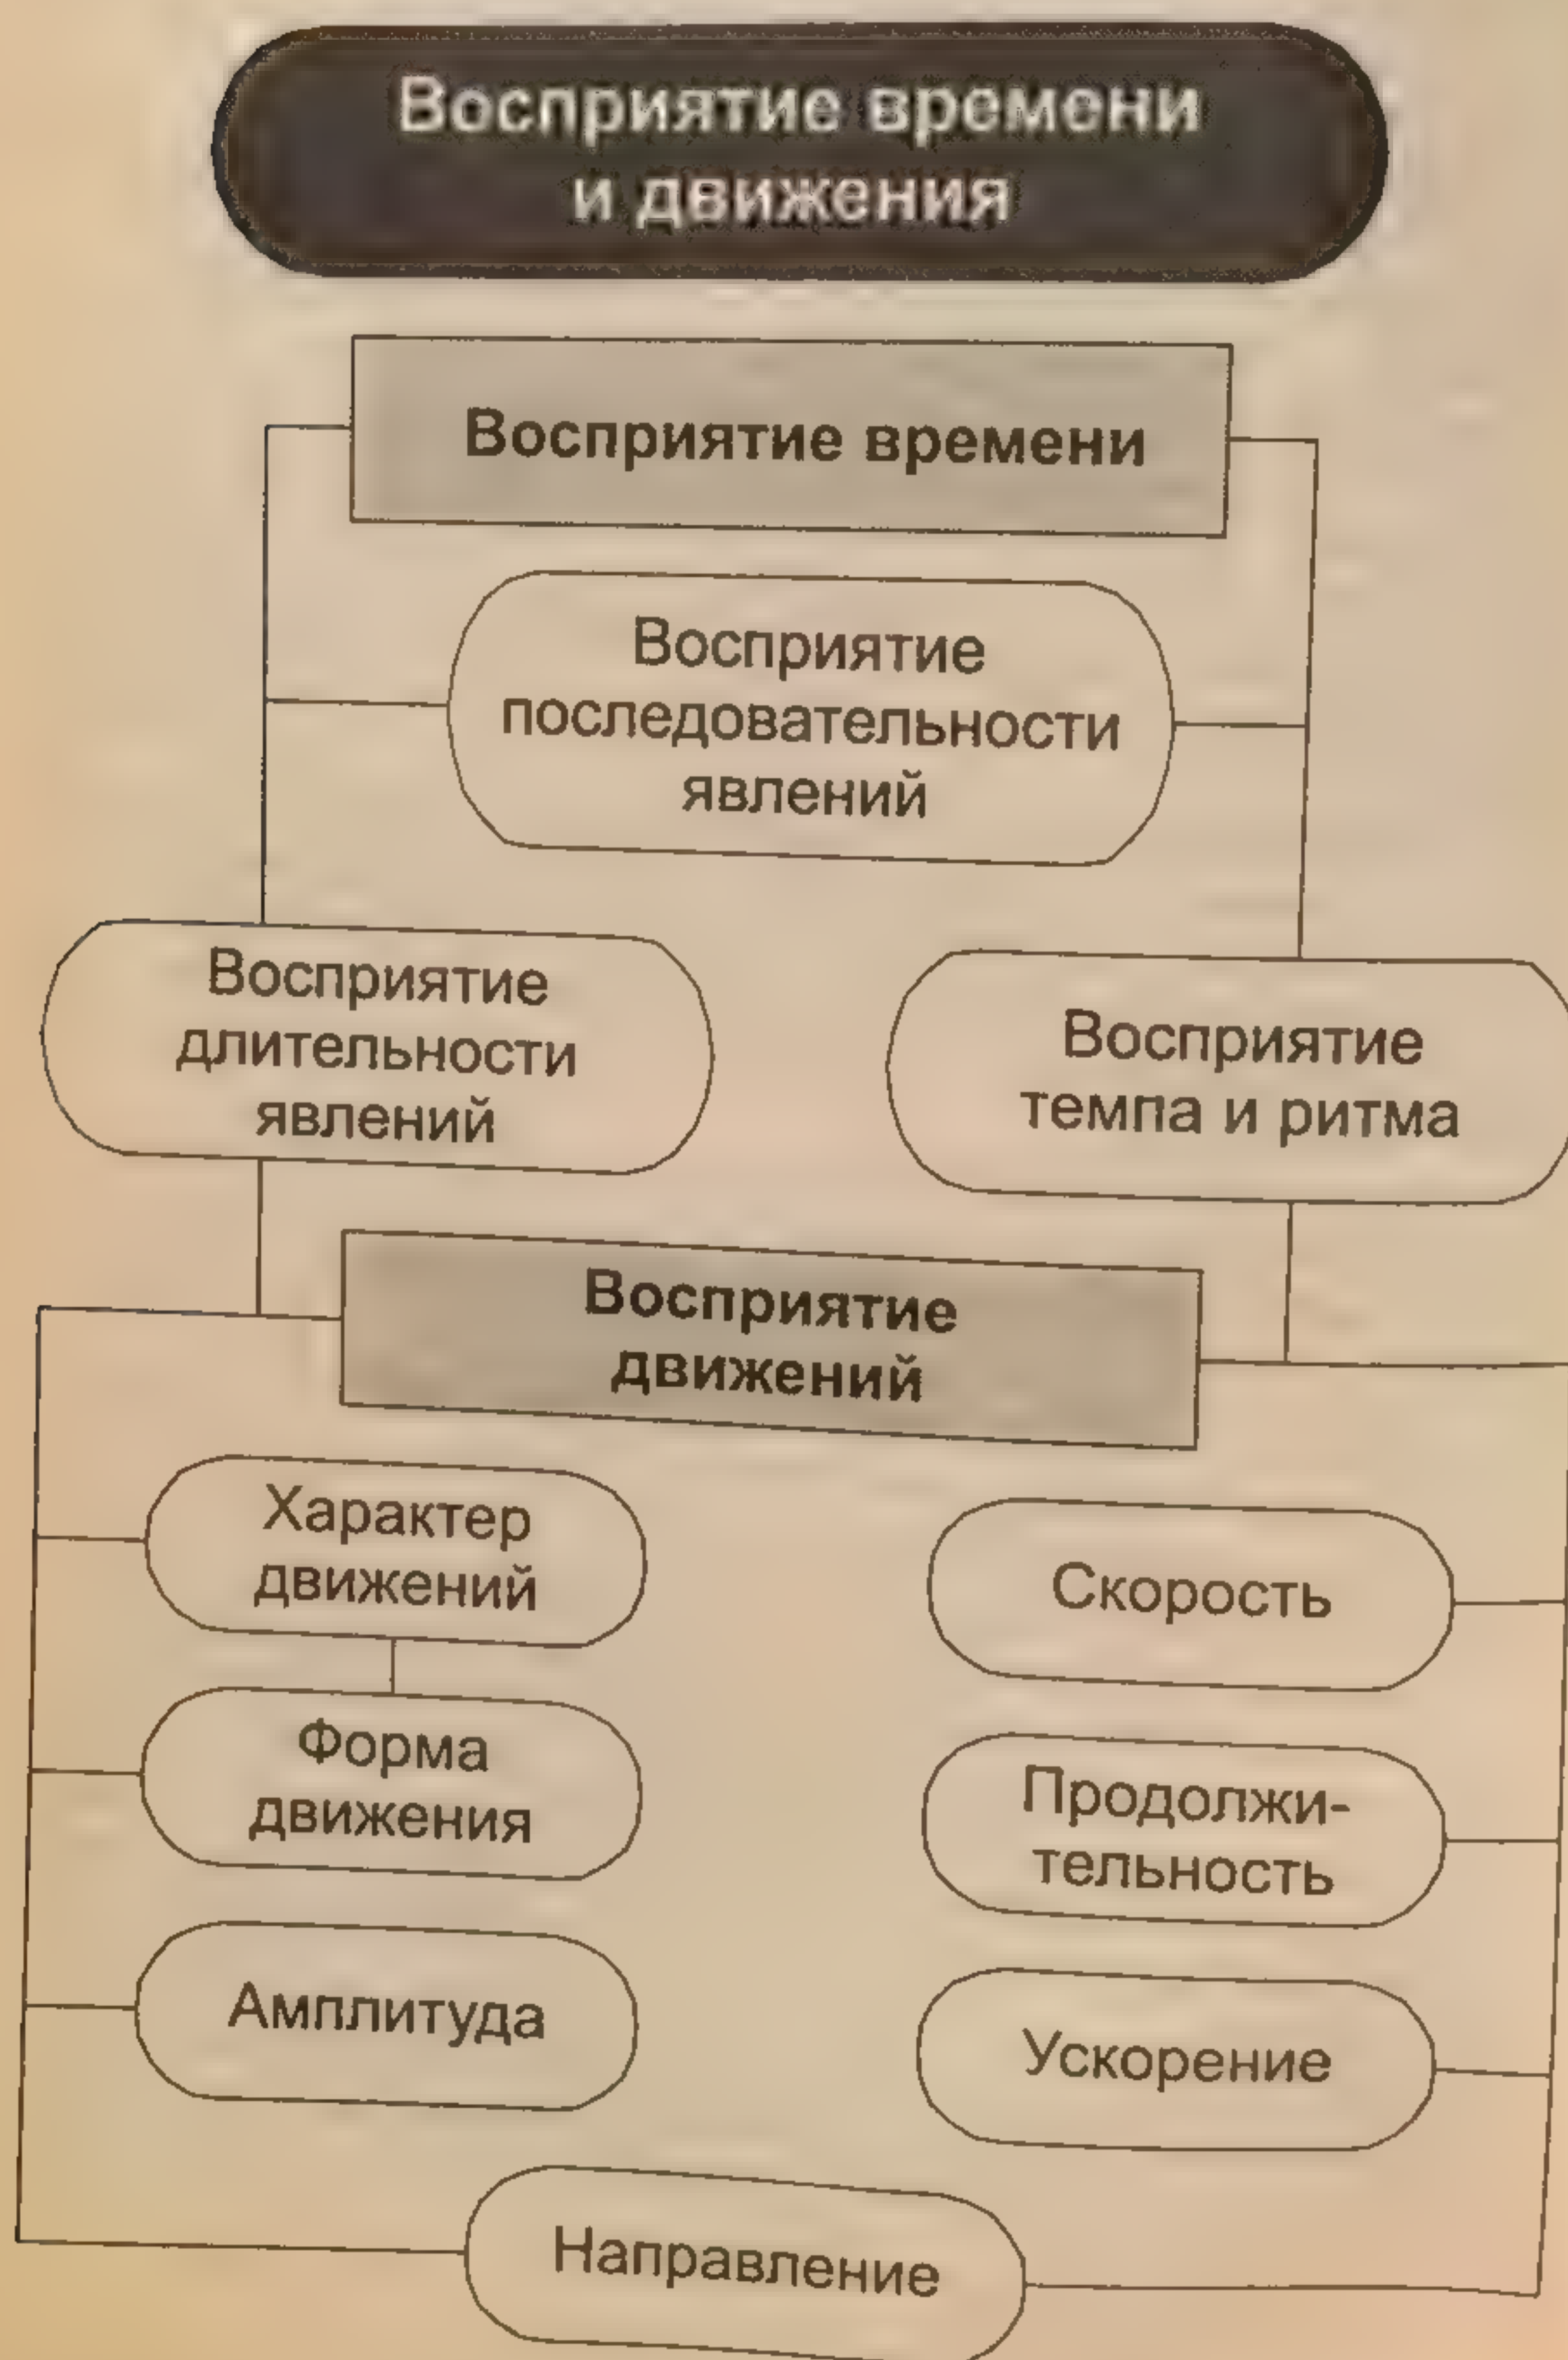 Восприятие времени
и движения
Восприятие времени
Восприятие
последовательности
явлений
Восприятие
длительности
явлений
Восприятие
темпа и ритма
Восприятие
движений
Характер
движений
Скорость
Форма
движения
Продолжи-
тельность
Амплитуда
Ускорение
Направление